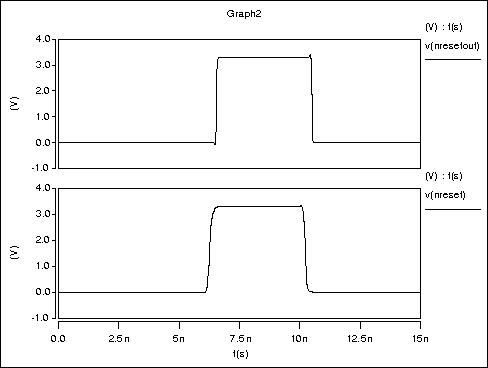 Graph2
(V) : t(s)
v(nresetout)
4.0
3.0
2.0
1.0
0.0
-1.0
(V)
(V) : t(s)
v(nreset)
4.0
3.0
2.0
1.0
0.0
-1.0
(V)
0.0 2.5n 5n 7.5n 10n 12.5n 15n
t(s)